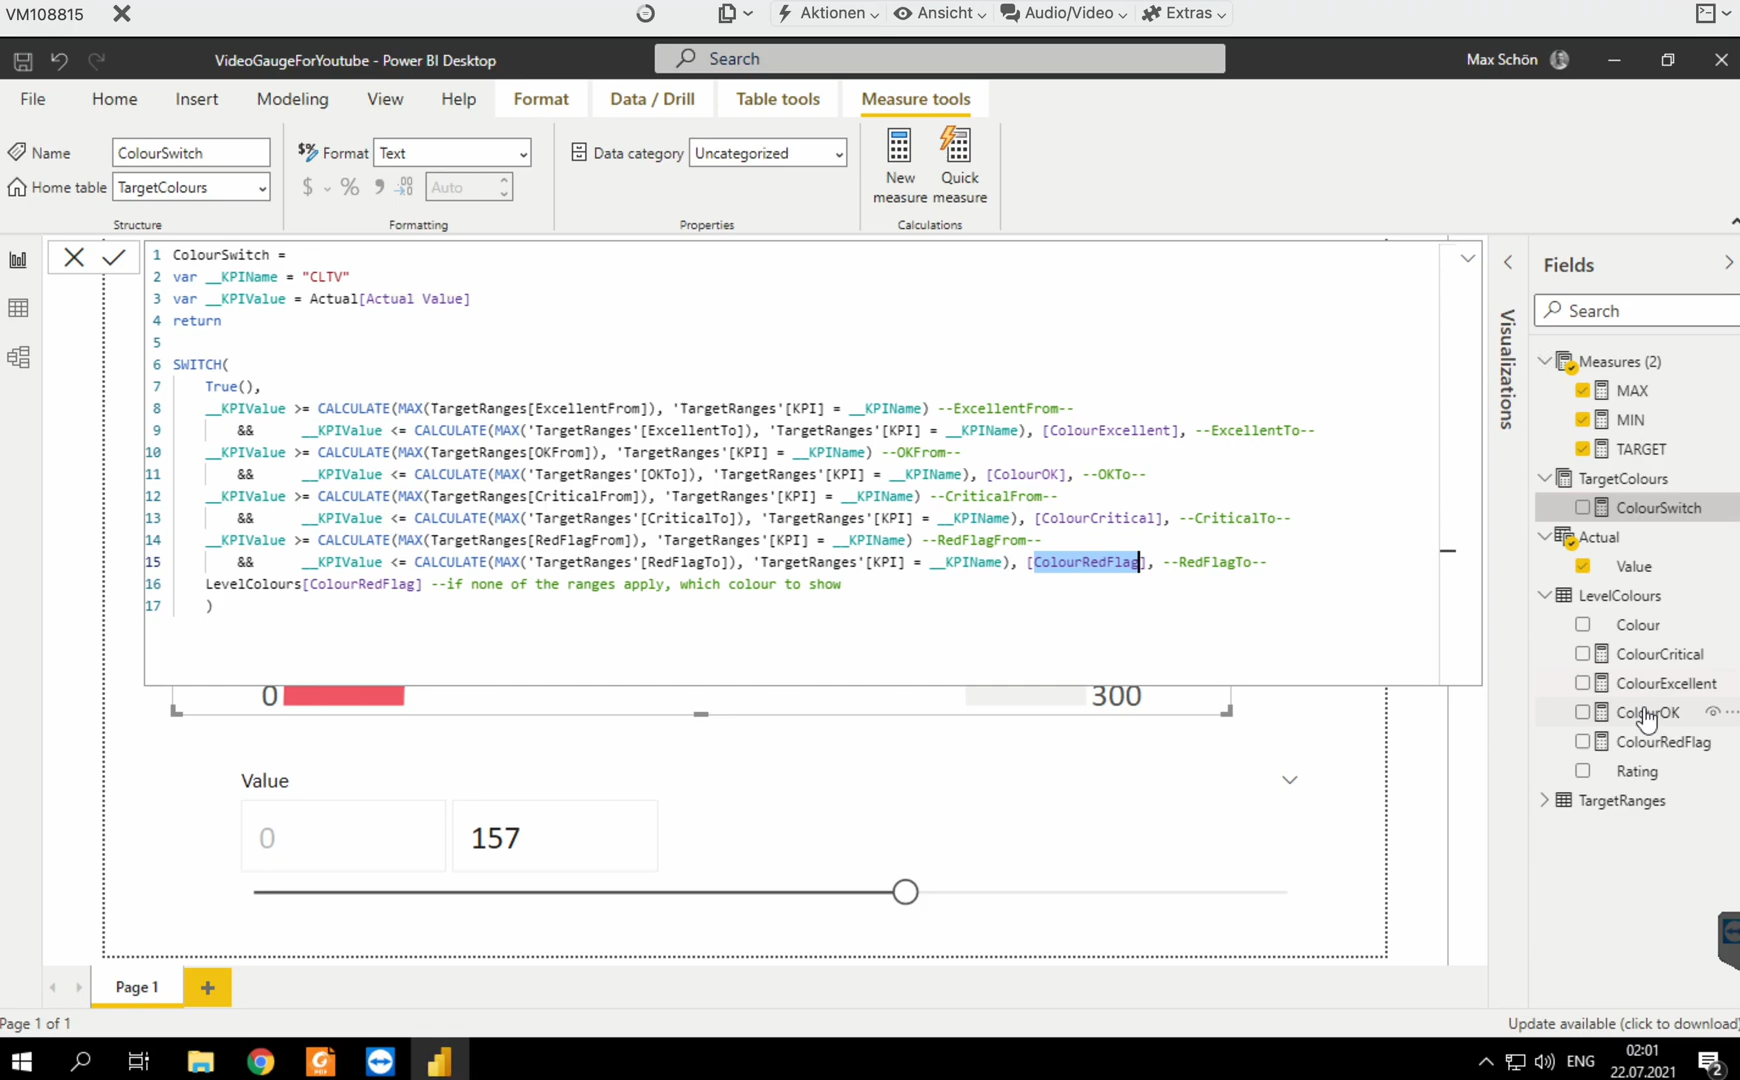 VM108815
Aktionen
Ansicht
Audio/Video
Extras
VideoGaugeForYoutube - Power BI Desktop
Search
Max Schön
File
Home
Insert
Modeling
View
Help
Format
Data / Drill
Table tools
Measure tools
Name
ColourSwitch
Format
Text
Data category
Uncategorized
New
measure
Quick
measure
Home table
TargetColours
$
%
Auto
Structure
Formatting
Properties
Calculations
1 ColourSwitch =
2 var __KPIName = "CLTV"
3 var __KPIValue = Actual[Actual Value]
4 return
5
6 SWITCH(
7 True(),
8 __KPIValue >= CALCULATE(MAX(TargetRanges[ExcellentFrom]), 'TargetRanges'[KPI] = __KPIName) --ExcellentFrom--
9 && __KPIValue <= CALCULATE(MAX('TargetRanges'[ExcellentTo]), 'TargetRanges'[KPI] = __KPIName), [ColourExcellent], --ExcellentTo--
10 __KPIValue >= CALCULATE(MAX(TargetRanges[OKFrom]), 'TargetRanges'[KPI] = __KPIName) --OKFrom--
11 && __KPIValue <= CALCULATE(MAX('TargetRanges'[OKTo]), 'TargetRanges'[KPI] = __KPIName), [ColourOK], --OKTo--
12 __KPIValue >= CALCULATE(MAX(TargetRanges[CriticalFrom]), 'TargetRanges'[KPI] = __KPIName) --CriticalFrom--
13 && __KPIValue <= CALCULATE(MAX('TargetRanges'[CriticalTo]), 'TargetRanges'[KPI] = __KPIName), [ColourCritical], --CriticalTo--
14 __KPIValue >= CALCULATE(MAX(TargetRanges[RedFlagFrom]), 'TargetRanges'[KPI] = __KPIName) --RedFlagFrom--
15 && __KPIValue <= CALCULATE(MAX('TargetRanges'[RedFlagTo]), 'TargetRanges'[KPI] = __KPIName), [ColourRedFlag], --RedFlagTo--
16 LevelColours[ColourRedFlag] --if none of the ranges apply, which colour to show
17 )
0
300
Value
0
157
Visualizations
Fields
Search
Measures (2)
MAX
MIN
TARGET
TargetColours
ColourSwitch
Actual
Value
LevelColours
Colour
ColourCritical
ColourExcellent
ColourOK
ColourRedFlag
Rating
TargetRanges
Page 1
+
Page 1 of 1
Update available (click to download)
ENG
02:01
22.07.2021
2